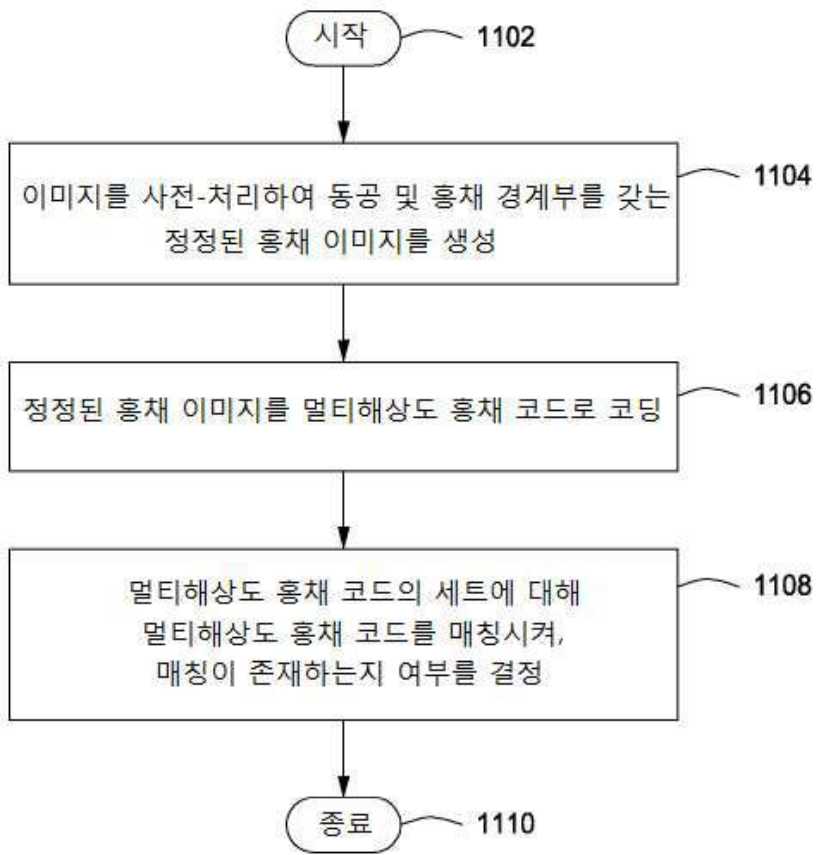 시작
1102
이미지를 사전-처리하여 동공 및 홍채 경계부를 갖는
정정된 홍채 이미지를 생성
1104
정정된 홍채 이미지를 멀티해상도 홍채 코드로 코딩
1106
멀티해상도 홍채 코드의 세트에 대해
멀티해상도 홍채 코드를 매칭시켜,
매칭이 존재하는지 여부를 결정
1108
종료
1110